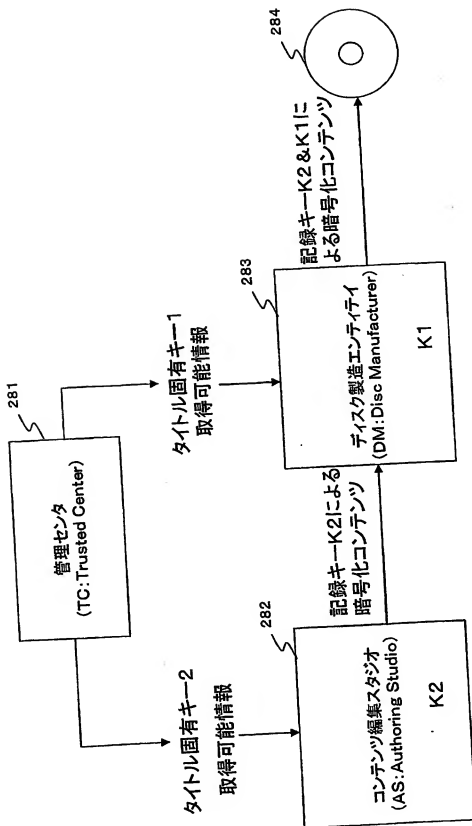 281
管理センタ
(TC:Trusted Center)
タイトル固有キー2
取得可能情報
タイトル固有キー1
取得可能情報
282
コンテンツ編集スタジオ
(AS:Authoring Studio)
K2
記録キーK2による
暗号化コンテンツ
283
ディスク製造エンティテイ
(DM:Disc Manufacturer)
K1
記録キーK2&K1に
よる暗号化コンテンツ
284